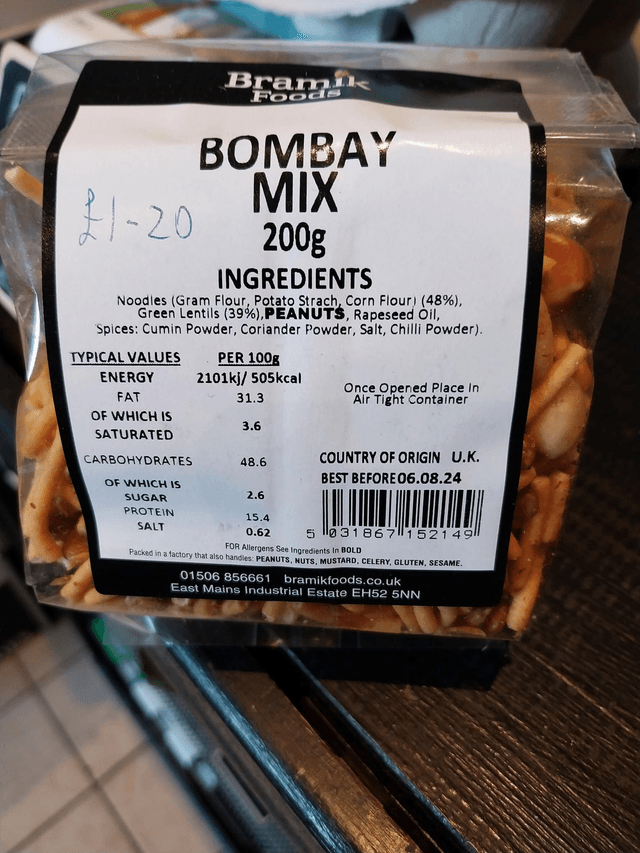 Bramik
Foods
BOMBAY
MIX
£1-20
200g
INGREDIENTS
Noodles (Gram Flour, Potato Strach, Corn Flour) (48%),
Green Lentils (39%),PEANUTS, Rapeseed Oil,
Spices: Cumin Powder, Coriander Powder, Salt, Chilli Powder).
TYPICAL VALUES PER 100g
ENERGY 2101kj/ 505kcal
FAT 31.3
OF WHICH IS
SATURATED 3.6
CARBOHYDRATES 48.6
OF WHICH IS
SUGAR 2.6
PROTEIN 15.4
SALT 0.62
Once Opened Place In
Air Tight Container
COUNTRY OF ORIGIN U.K.
BEST BEFORE06.08.24
5 031867 152149
FOR Allergens See Ingredients In BOLD
Packed in a factory that also handles: PEANUTS, NUTS, MUSTARD, CELERY, GLUTEN, SESAME.
01506 856661 bramikfoods.co.uk
East Mains Industrial Estate EH52 5NN